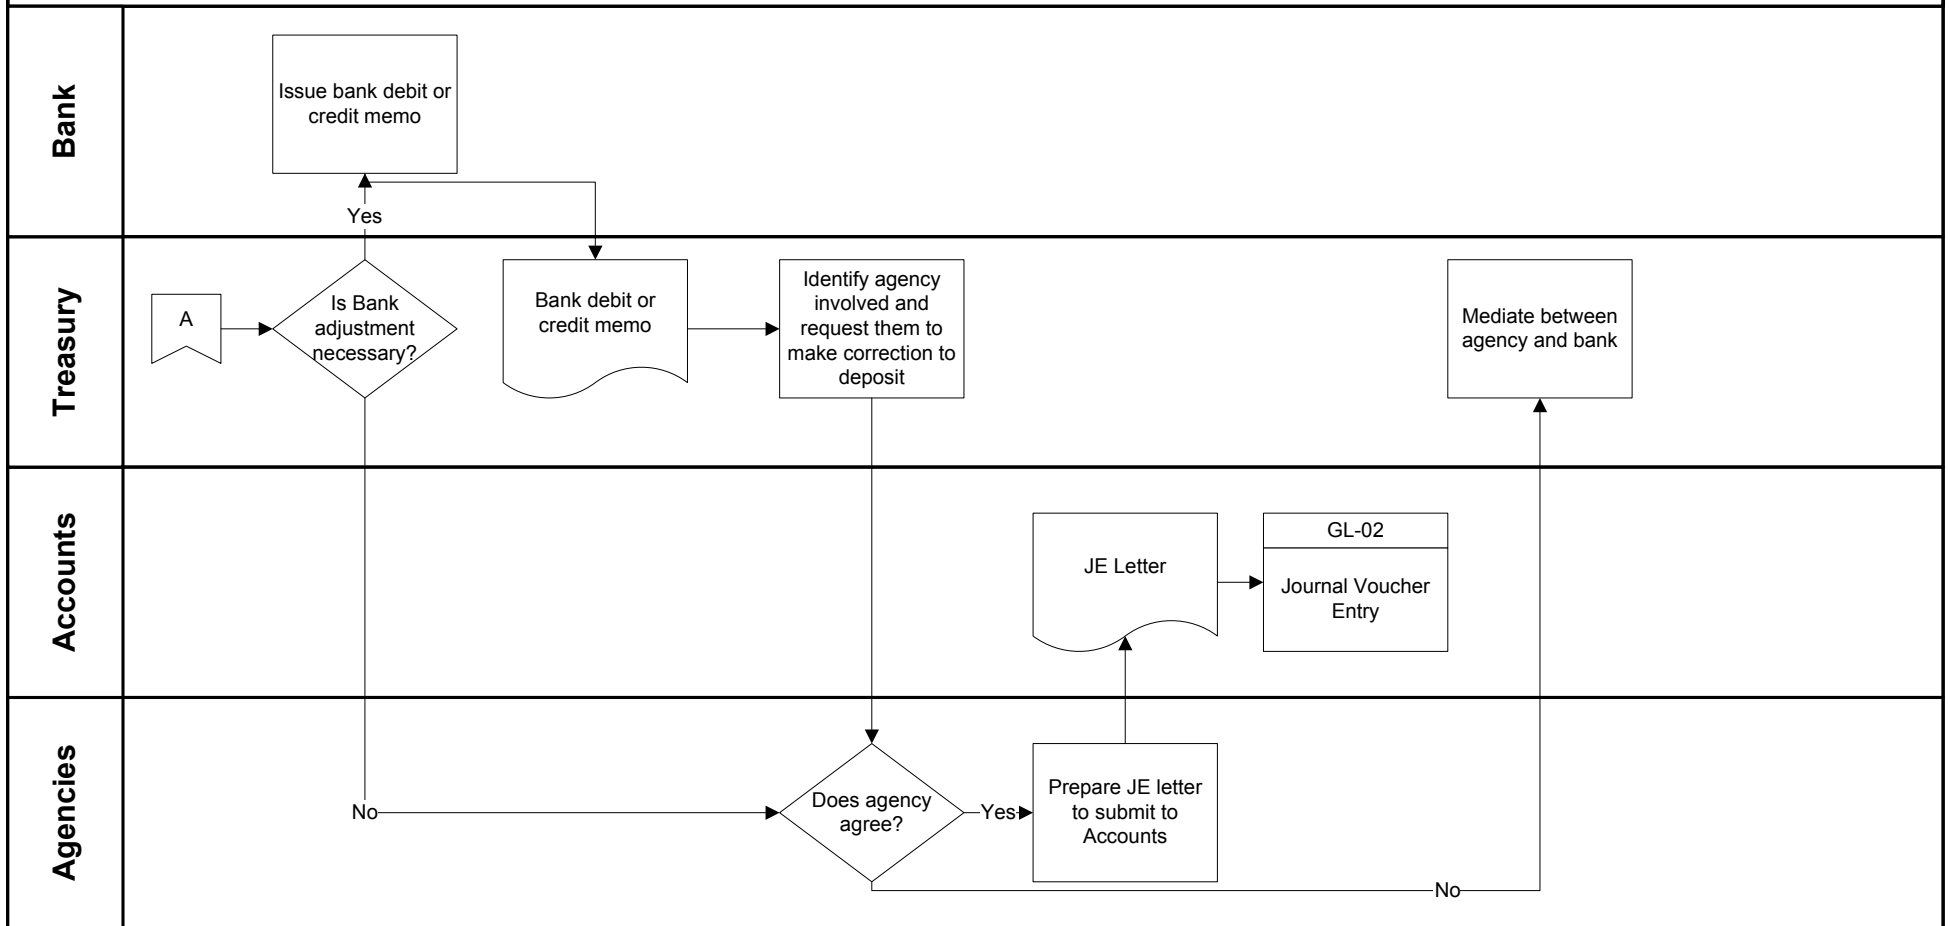 Bank
Issue bank debit or
credit memo
Yes
Treasury
A
Is Bank
adjustment
necessary?
Bank debit or
credit memo
Identify agency
involved and
request them to
make correction to
deposit
Mediate between
agency and bank
Accounts
JE Letter
GL-02
Journal Voucher
Entry
Agencies
No
Does agency
agree?
Yes
Prepare JE letter
to submit to
Accounts
No